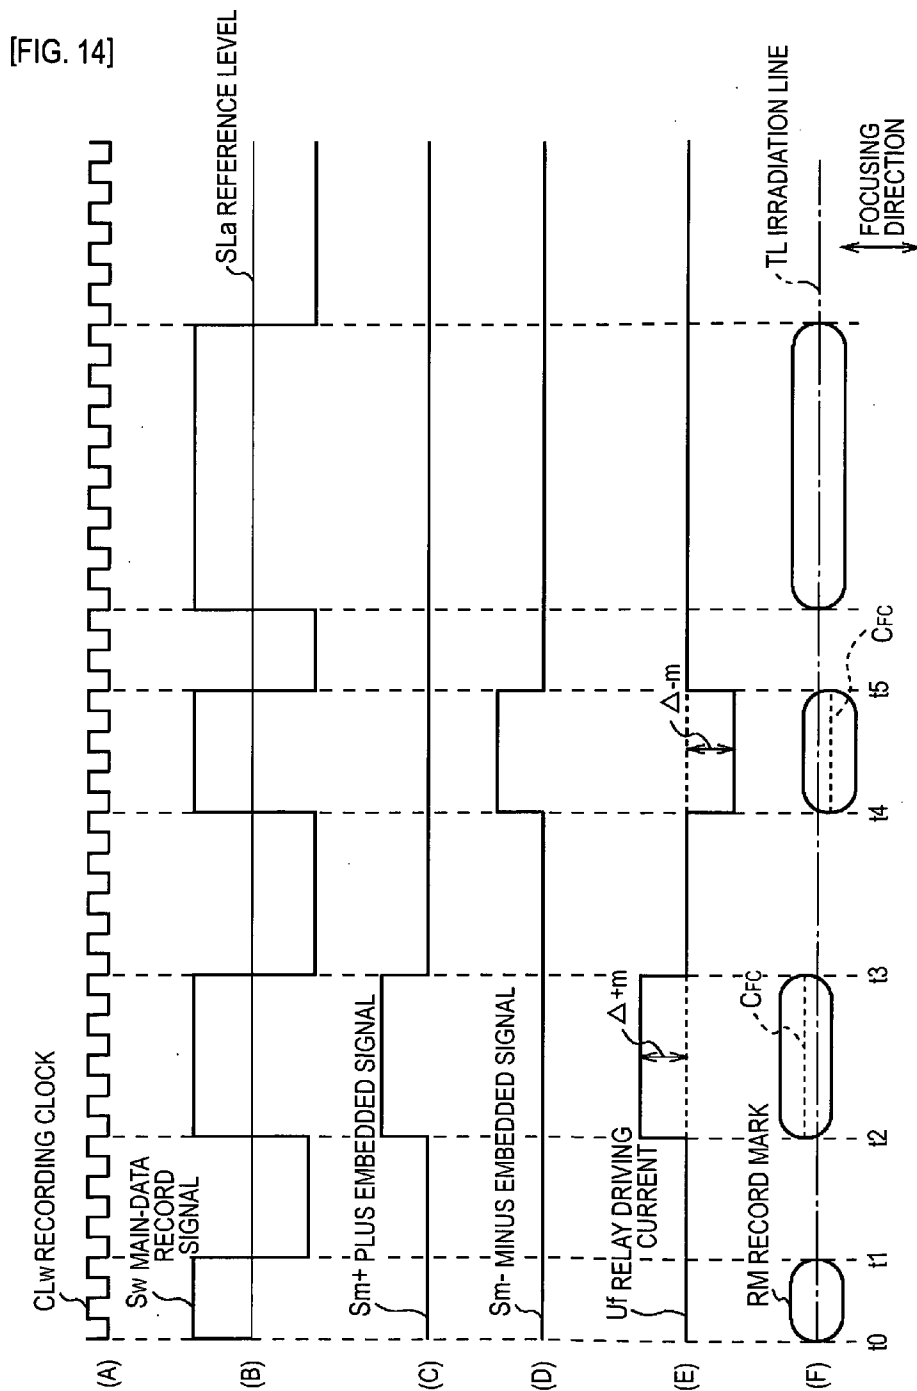 [FIG. 14]
(A)
CLw RECORDING CLOCK
(B)
Sw MAIN-DATA
RECORD
SIGNAL
SLa REFERENCE LEVEL
(C)
Sm+ PLUS EMBEDDED SIGNAL
(D)
Sm- MINUS EMBEDDED SIGNAL
(E)
Uf RELAY DRIVING
CURRENT
△+m
△-m
(F)
RM RECORD MARK
CFC
CFC
TL IRRADIATION LINE
FOCUSING
DIRECTION
t0 t1 t2 t3 t4 t5